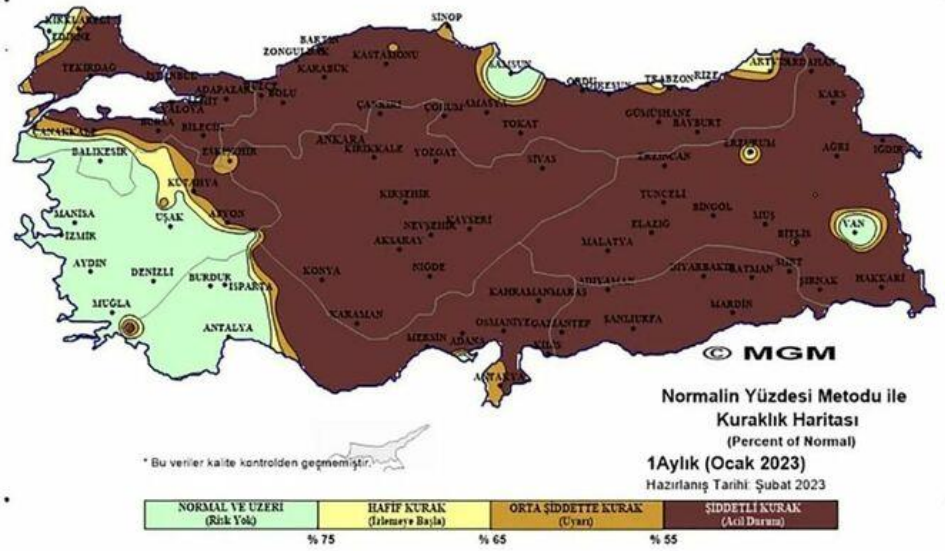 SİNOP
KIRKLARELİ
EDİRNE
BARTIN
ZONGULDAK
KASTAMONU
SAMSUN
ARTVİN
ARDAHAN
TEKİRDAĞ
İSTANBUL
KARABÜK
ORDU
GİRESUN
TRABZON
RİZE
ADAPAZARI
BOLU
YALOVA
ÇANKIRI
ÇORUM
AMASYA
KARS
GÜMÜŞHANE
BAYBURT
ÇANAKKALE
BURSA
BİLECİK
TOKAT
ANKARA
KIRIKKALE
YOZGAT
ERZURUM
AĞRI
IĞDIR
BALIKESİR
ESKİŞEHİR
SİVAS
ERZİNCAN
KÜTAHYA
KIRŞEHİR
TUNCELİ
MANİSA
UŞAK
AFYON
NEVŞEHİR
KAYSERİ
ELAZIĞ
BİNGÖL
MUŞ
VAN
İZMİR
AKSARAY
MALATYA
BİTLİS
AYDIN
DENİZLİ
BURDUR
ISPARTA
KONYA
NİĞDE
ADIYAMAN
DİYARBAKIR
BATMAN
SİİRT
ŞIRNAK
HAKKARİ
MUĞLA
ANTALYA
KARAMAN
KAHRAMANMARAŞ
MARDİN
MERSİN
ADANA
OSMANİYE
GAZİANTEP
ŞANLIURFA
KİLİS
ANTAKYA
© MGM
Normalin Yüzdesi Metodu ile
Kuraklık Haritası
(Percent of Normal)
1Aylık (Ocak 2023)
Hazırlanış Tarihi: Şubat 2023
* Bu veriler kalite kontrolden geçmemiştir.
NORMAL VE ÜZERİ
(Risk Yok)
HAFİF KURAK
(İzlemeye Başla)
ORTA ŞİDDETTE KURAK
(Uyarı)
ŞİDDETLİ KURAK
(Acil Durum)
% 75
% 65
% 55